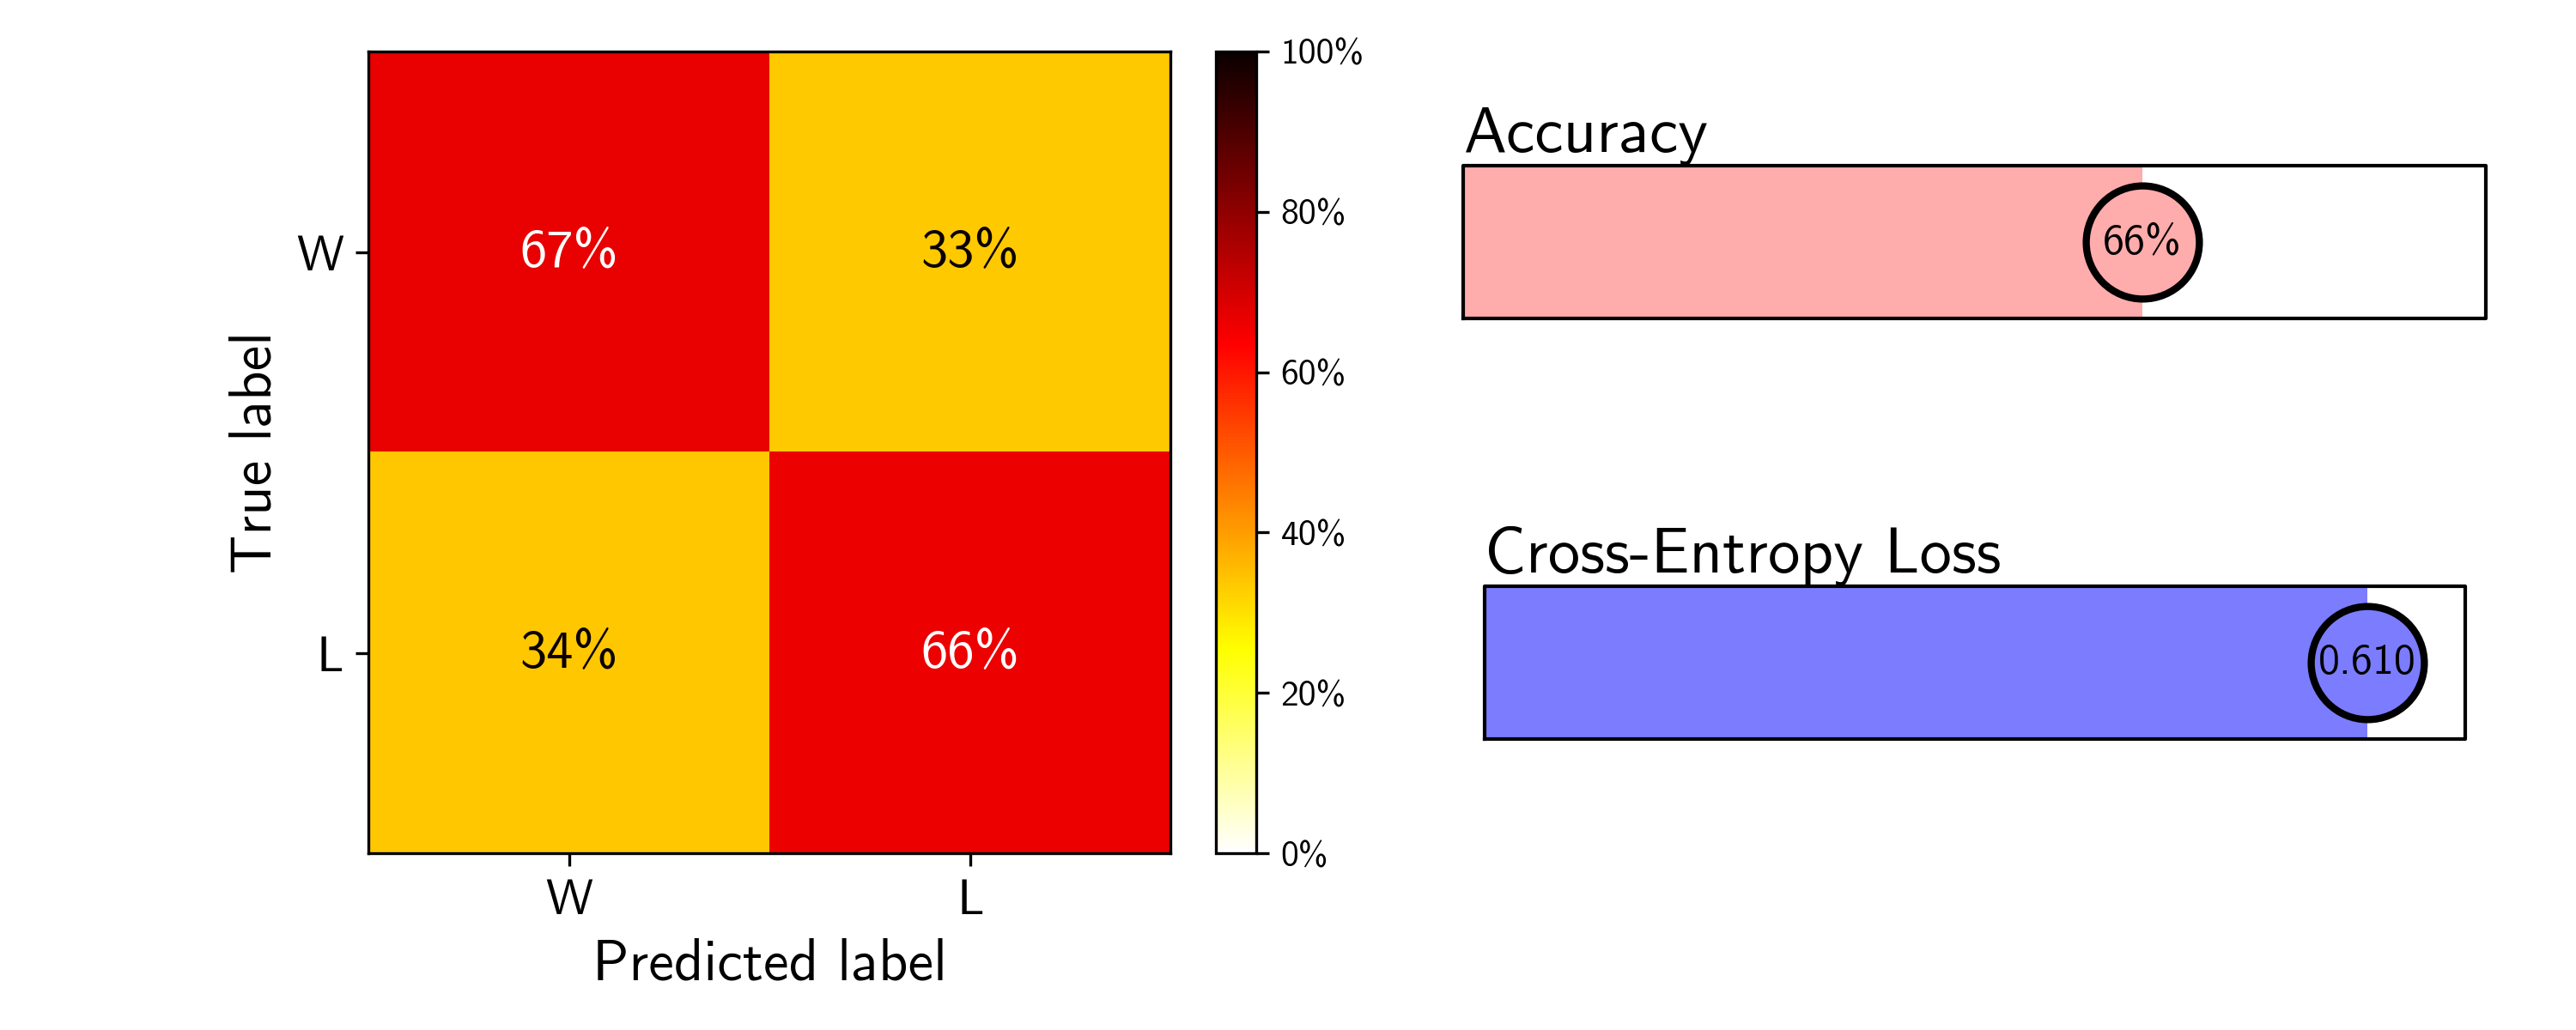 True label
W
L
67%
33%
34%
66%
W
L
Predicted label
100%
80%
60%
40%
20%
0%
Accuracy
66%
Cross-Entropy Loss
0.610